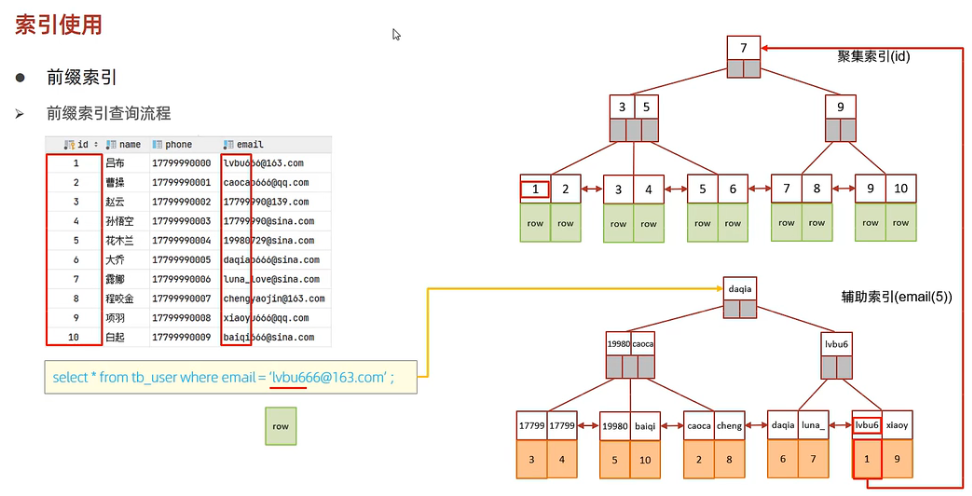 索引使用
前缀索引
前缀索引查询流程
id name phone email
1 吕布 17799990000 lvbu666@163.com
2 曹操 17799990001 caocao666@qq.com
3 赵云 17799990002 17799990@139.com
4 孙悟空 17799990003 17799990@sina.com
5 花木兰 17799990004 19980729@sina.com
6 大乔 17799990005 daqiao666@sina.com
7 露娜 17799990006 luna_love@sina.com
8 程咬金 17799990007 chengyaojin@163.com
9 项羽 17799990008 xiaoyu666@qq.com
10 白起 17799990009 baiqi666@sina.com
select * from tb_user where email = 'lvbu666@163.com' ;
row
7
聚集索引(id)
3 5 9
1 2 3 4 5 6 7 8 9 10
row row row row row row row row row row
daqia
辅助索引(email(5))
19980 caoca lvbu6
17799 17799 19980 baiqi caoca cheng daqia luna_ lvbu6 xiaoy
3 4 5 10 2 8 6 7 1 9